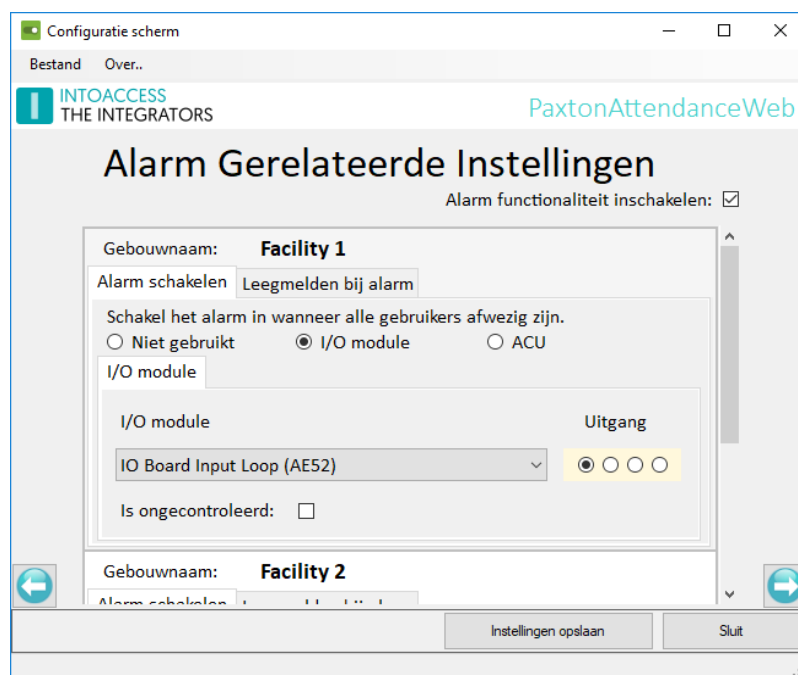 Configuratie scherm
Bestand Over..
INTOACCESS
THE INTEGRATORS
PaxtonAttendanceWeb
Alarm Gerelateerde Instellingen
Alarm functionaliteit inschakelen:
Gebouwnaam: Facility 1
Alarm schakelen Leegmelden bij alarm
Schakel het alarm in wanneer alle gebruikers afwezig zijn.
Niet gebruikt I/O module ACU
I/O module
I/O module Uitgang
IO Board Input Loop (AE52)
Is ongecontroleerd:
Gebouwnaam: Facility 2
Alarm schakelen
Instellingen opslaan Sluit